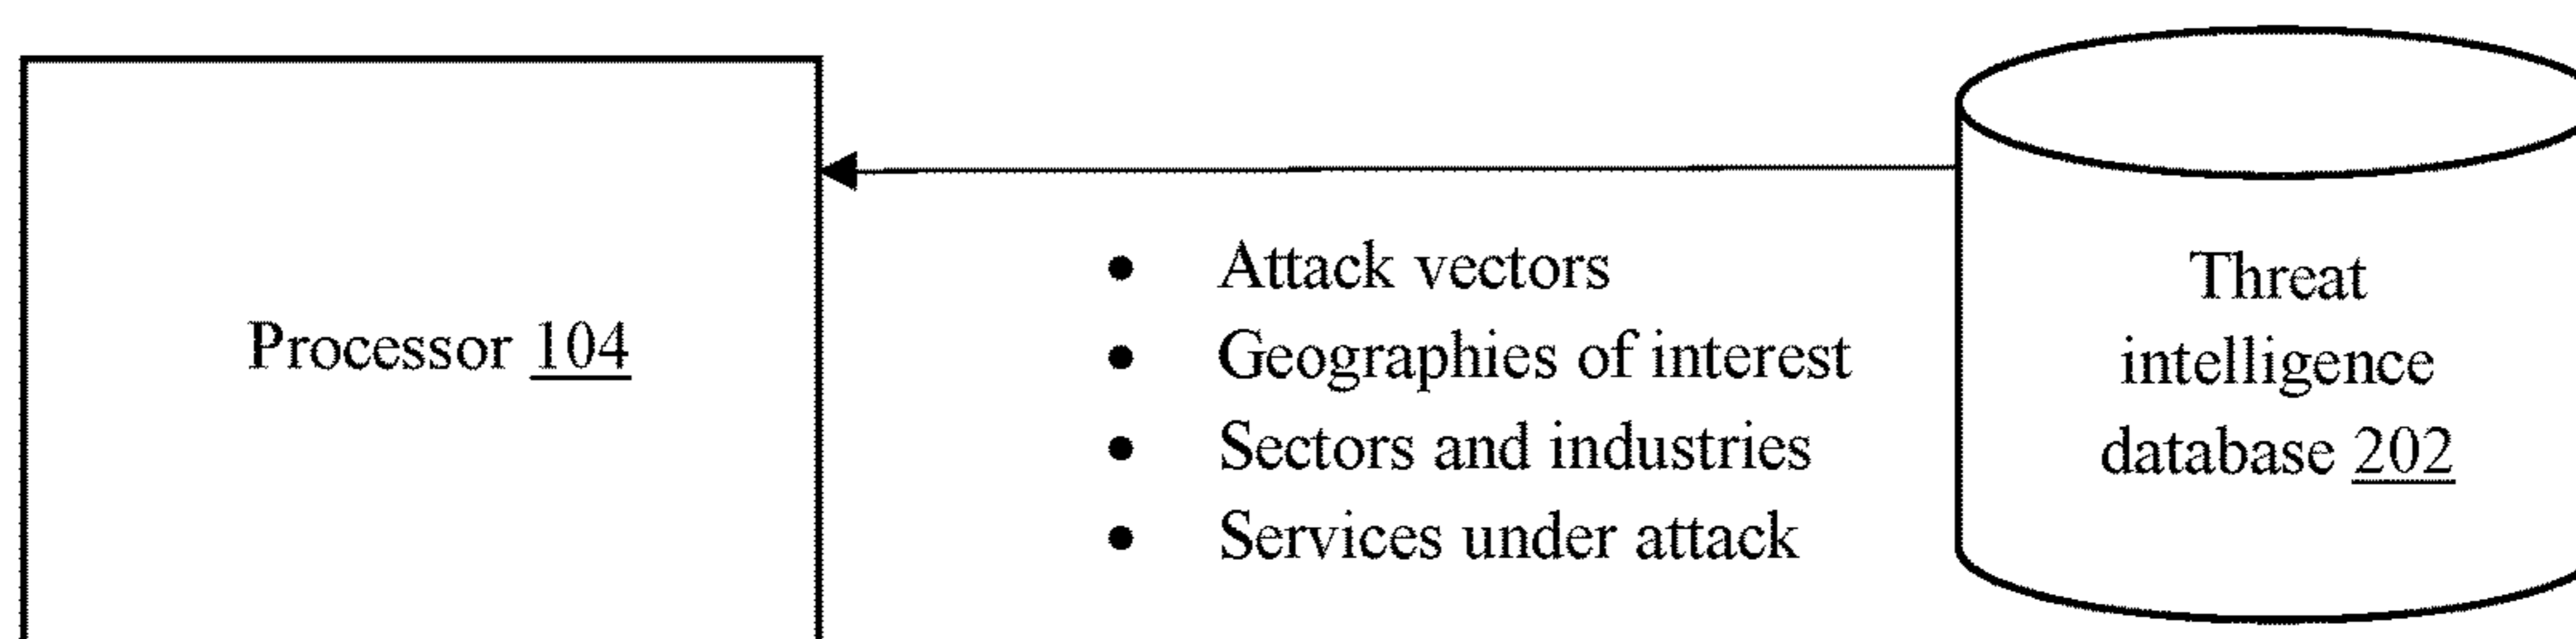 Processor 104
• Attack vectors
• Geographies of interest
• Sectors and industries
• Services under attack
Threat
intelligence
database 202